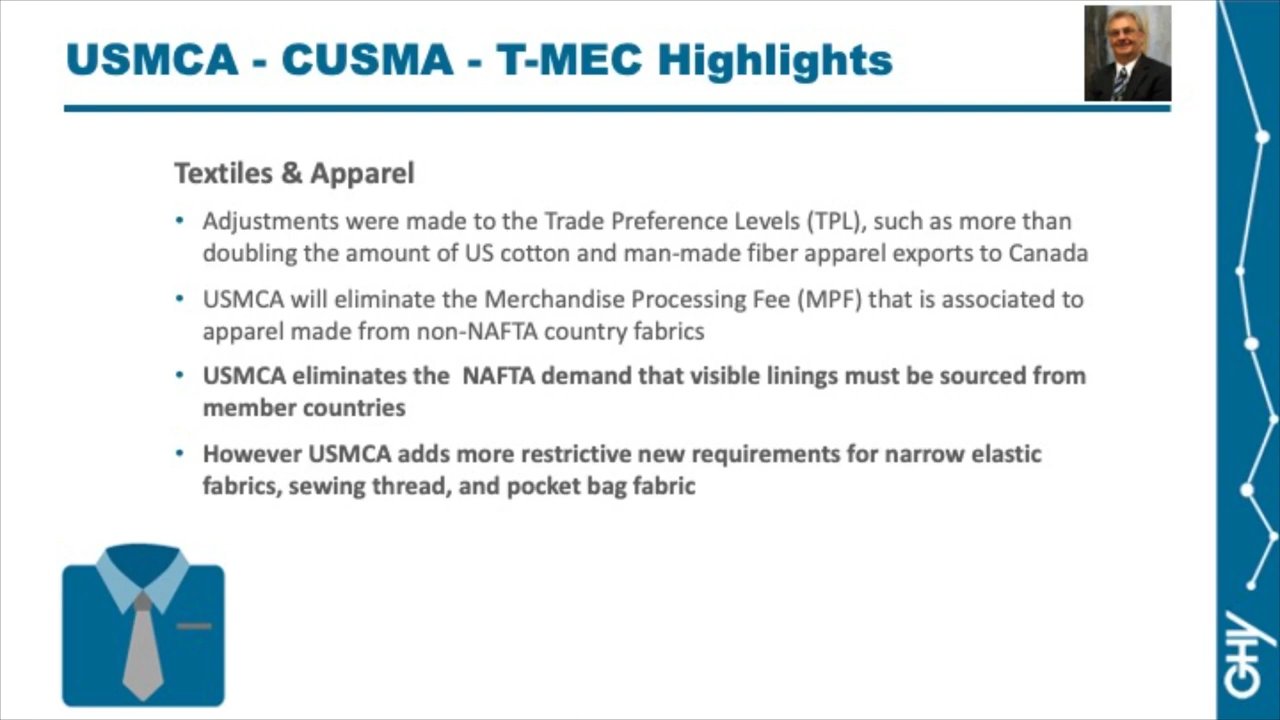 USMCA - CUSMA - T-MEC Highlights
Textiles & Apparel
• Adjustments were made to the Trade Preference Levels (TPL), such as more than
doubling the amount of US cotton and man-made fiber apparel exports to Canada
• USMCA will eliminate the Merchandise Processing Fee (MPF) that is associated to
apparel made from non-NAFTA country fabrics
• USMCA eliminates the  NAFTA demand that visible linings must be sourced from
member countries
• However USMCA adds more restrictive new requirements for narrow elastic
fabrics, sewing thread, and pocket bag fabric
GHY